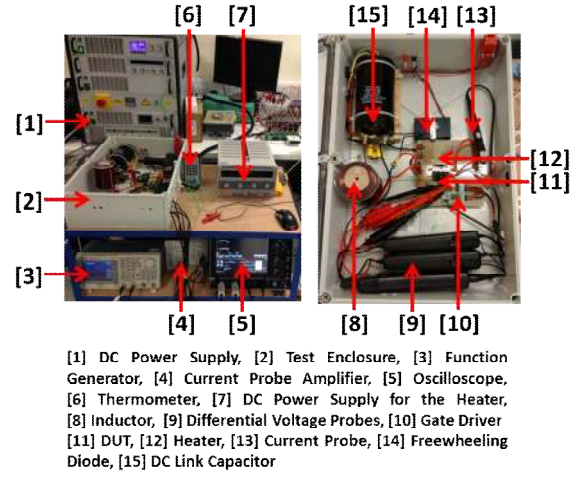 [6] [7] [15] [14] [13]
[1]
[12]
[11]
[2]
[3]
[4] [5] [8] [9] [10]
[1] DC Power Supply, [2] Test Enclosure, [3] Function
Generator, [4] Current Probe Amplifier, [5] Oscilloscope,
[6] Thermometer, [7] DC Power Supply for the Heater,
[8] Inductor, [9] Differential Voltage Probes, [10] Gate Driver
[11] DUT, [12] Heater, [13] Current Probe, [14] Freewheeling
Diode, [15] DC Link Capacitor